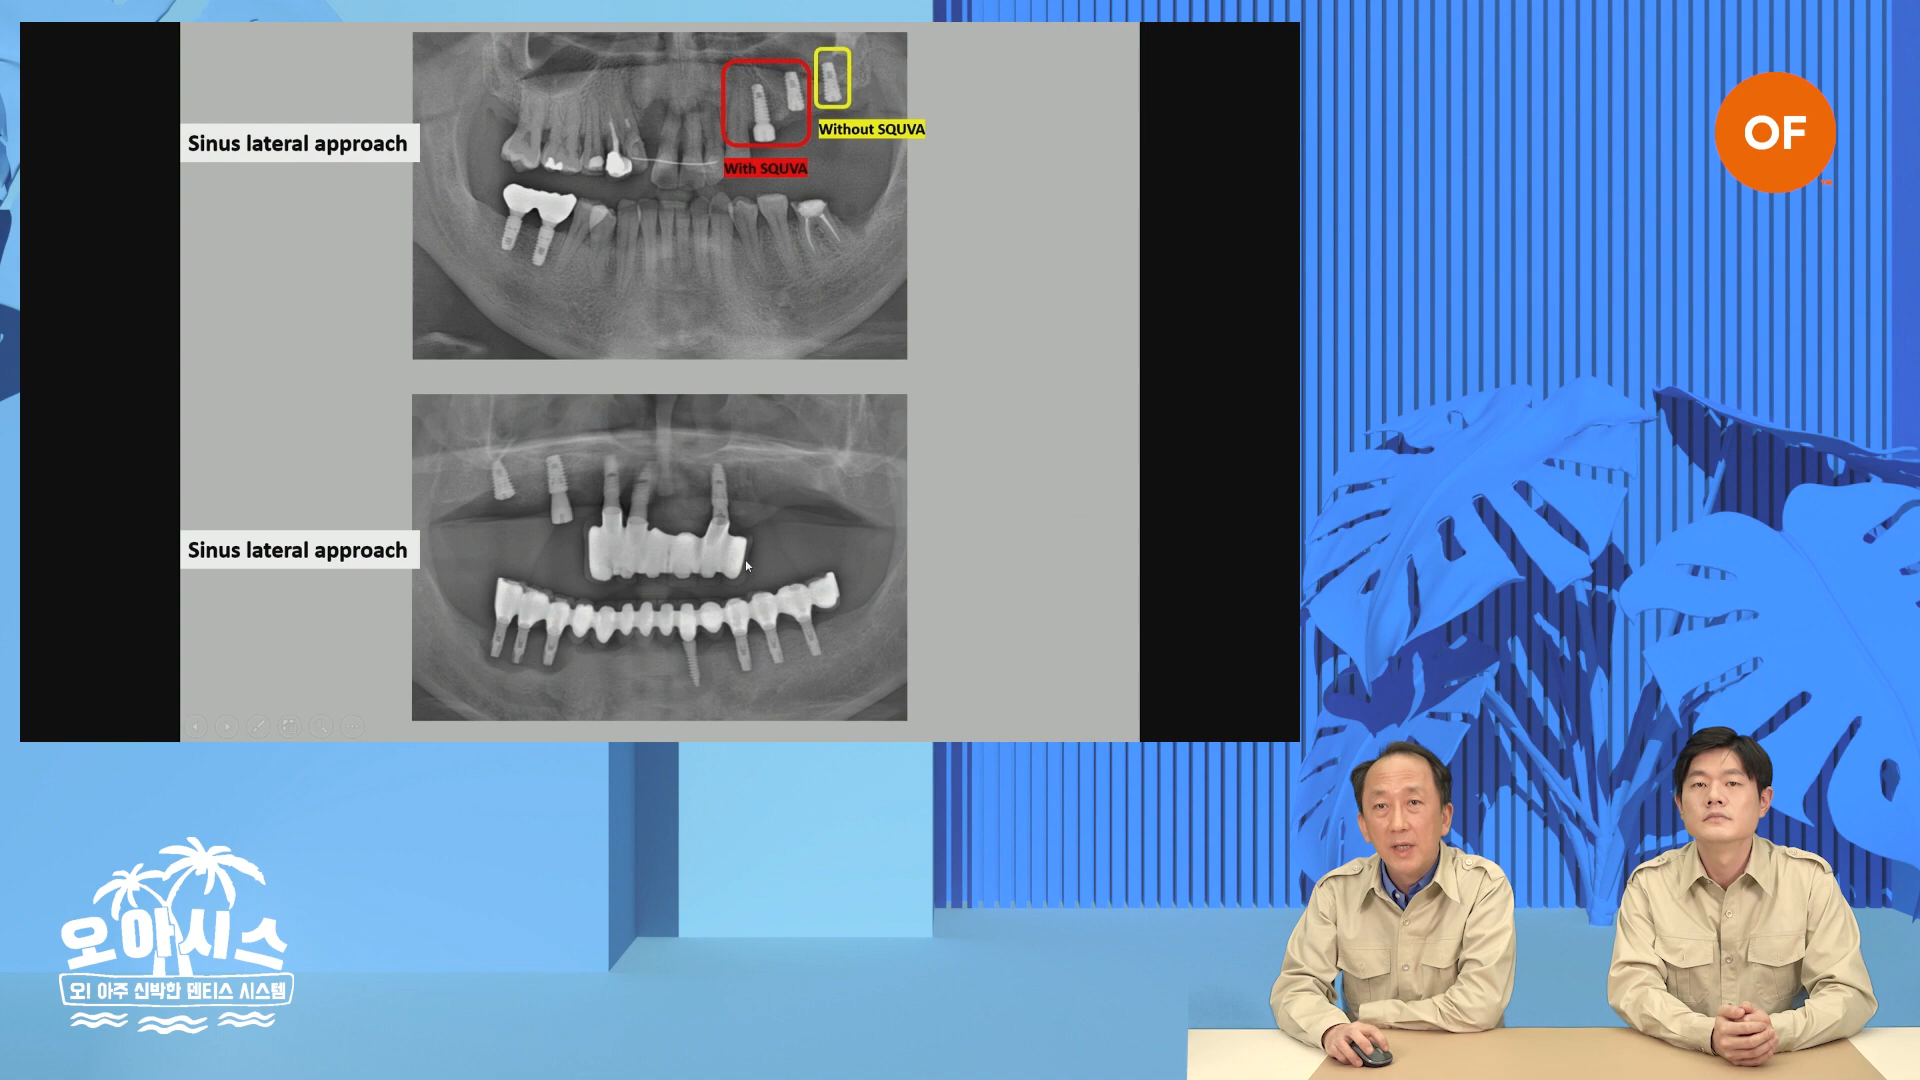 Sinus lateral approach
Without SQUVA
With SQUVA
Sinus lateral approach
OF
오아시스
오! 아주 신박한 덴티스 시스템